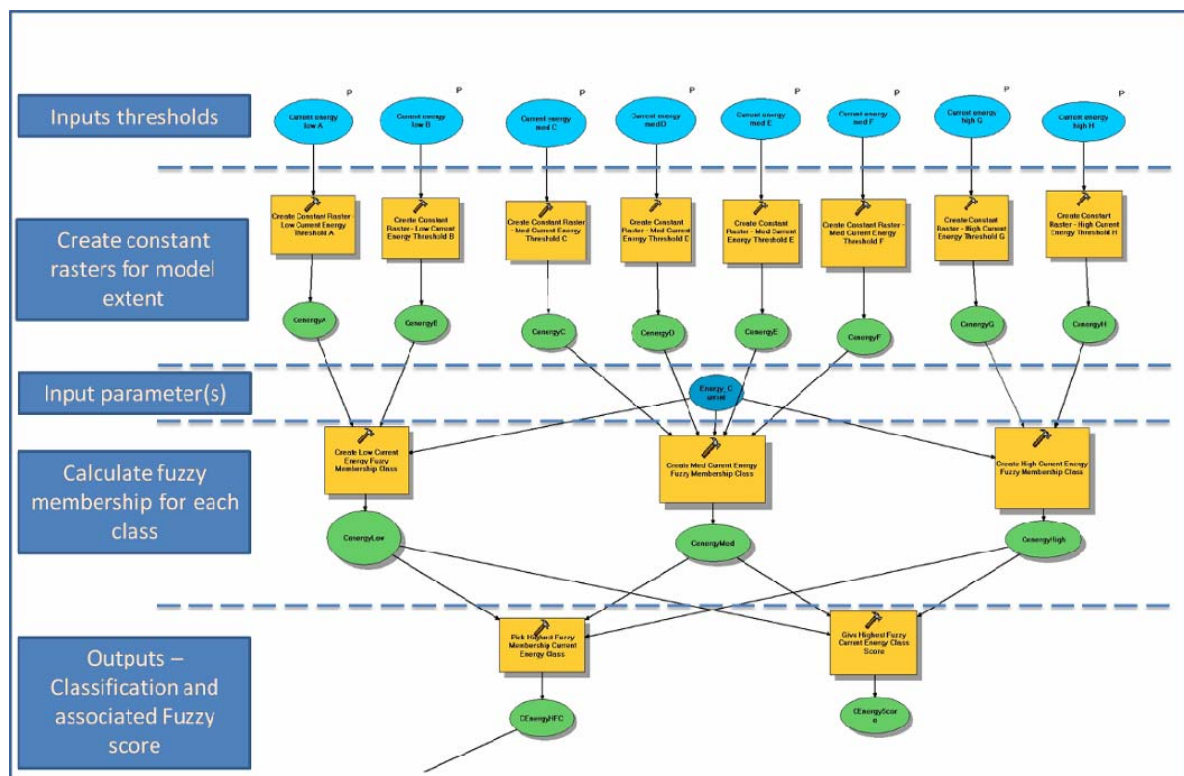 P P P P P P P P
Inputs thresholds
Current energy
low A
Current energy
low B
Current energy
med C
Current energy
medD
Current energy
med E
Current energy
med F
Current energy
high G
Current energy
high H
Create constant
rasters for model
extent
Create Constant Raster -
Low Current Energy
Threshold A
Create Constant
Raster - Low Current
Energy Threshold B
Create Constant Raster
- Med Current Energy
Threshold C
Create Constant
Raster - Med Current
Energy Threshold D
Create Constant
Raster - Med Current
Energy Threshold E
Create Constant Raster -
Med Current Energy
Threshold F
Create Constant
Raster - High Current
Energy Threshold G
Create Constant
Raster - High Current
Energy Threshold H
CenergyA
CenergyB
CenergyC
CenergyD
CenergyE
CenergyF
CenergyG
CenergyH
Input parameter(s)
Energy_C
urrent
Calculate fuzzy
membership for each
class
Create Low Current
Energy Fuzzy
Membership Class
Create Med Current Energy
Fuzzy Membership Class
Create High Current Energy
Fuzzy Membership Class
CenergyLow
CenergyMed
CenergyHigh
Outputs –
Classification and
associated Fuzzy
score
Pick Highest Fuzzy
Membership Current
Energy Class
Give Highest Fuzzy
Current Energy Class
Score
CEnergyHFC
CEnergyScor
e